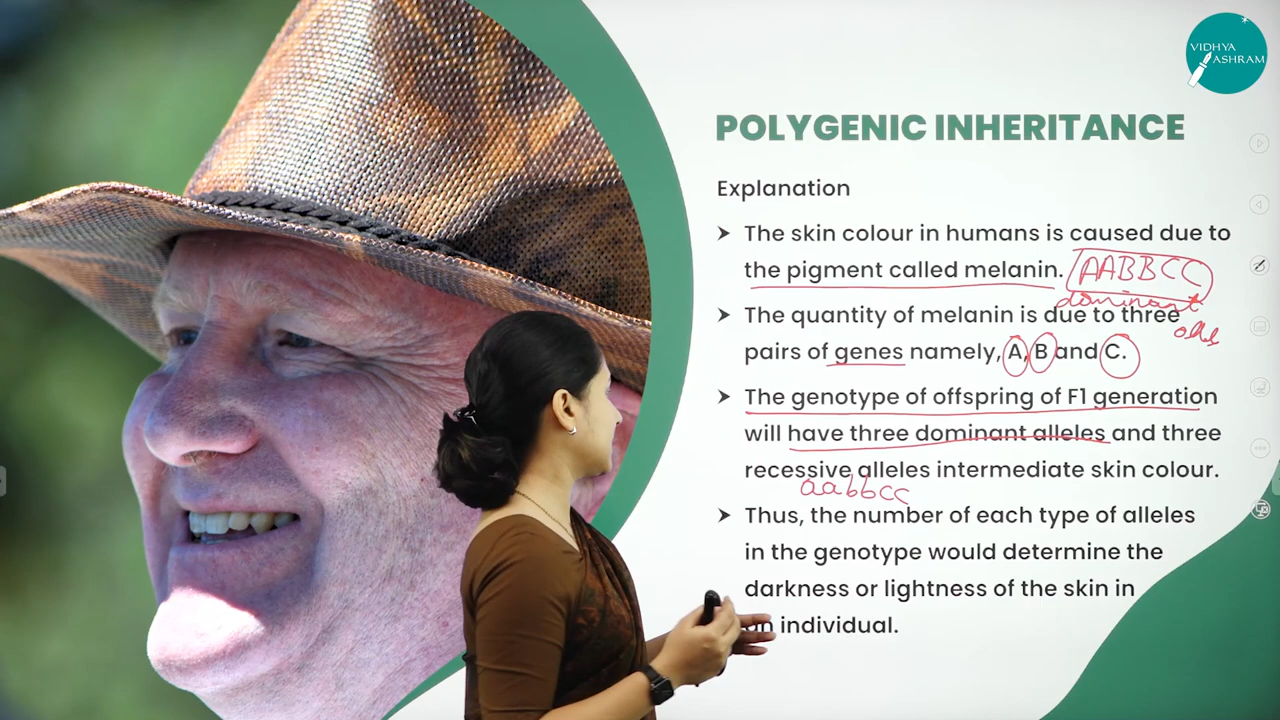 VIDHYA
ASHRAM
POLYGENIC INHERITANCE
Explanation
➤ The skin colour in humans is caused due to
the pigment called melanin. AABBCC
dominant
➤ The quantity of melanin is due to three
pairs of genes namely, A, B and C.
➤ The genotype of offspring of F1 generation
will have three dominant alleles and three
recessive alleles intermediate skin colour.
aabbcc
➤ Thus, the number of each type of alleles
in the genotype would determine the
darkness or lightness of the skin in
an individual.